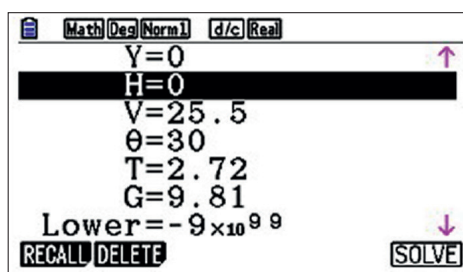 Math Deg Norm1 d/c Real
Y=0
H=0
V=25.5
θ=30
T=2.72
G=9.81
Lower=-9×10⁹⁹
RECALL DELETE SOLVE